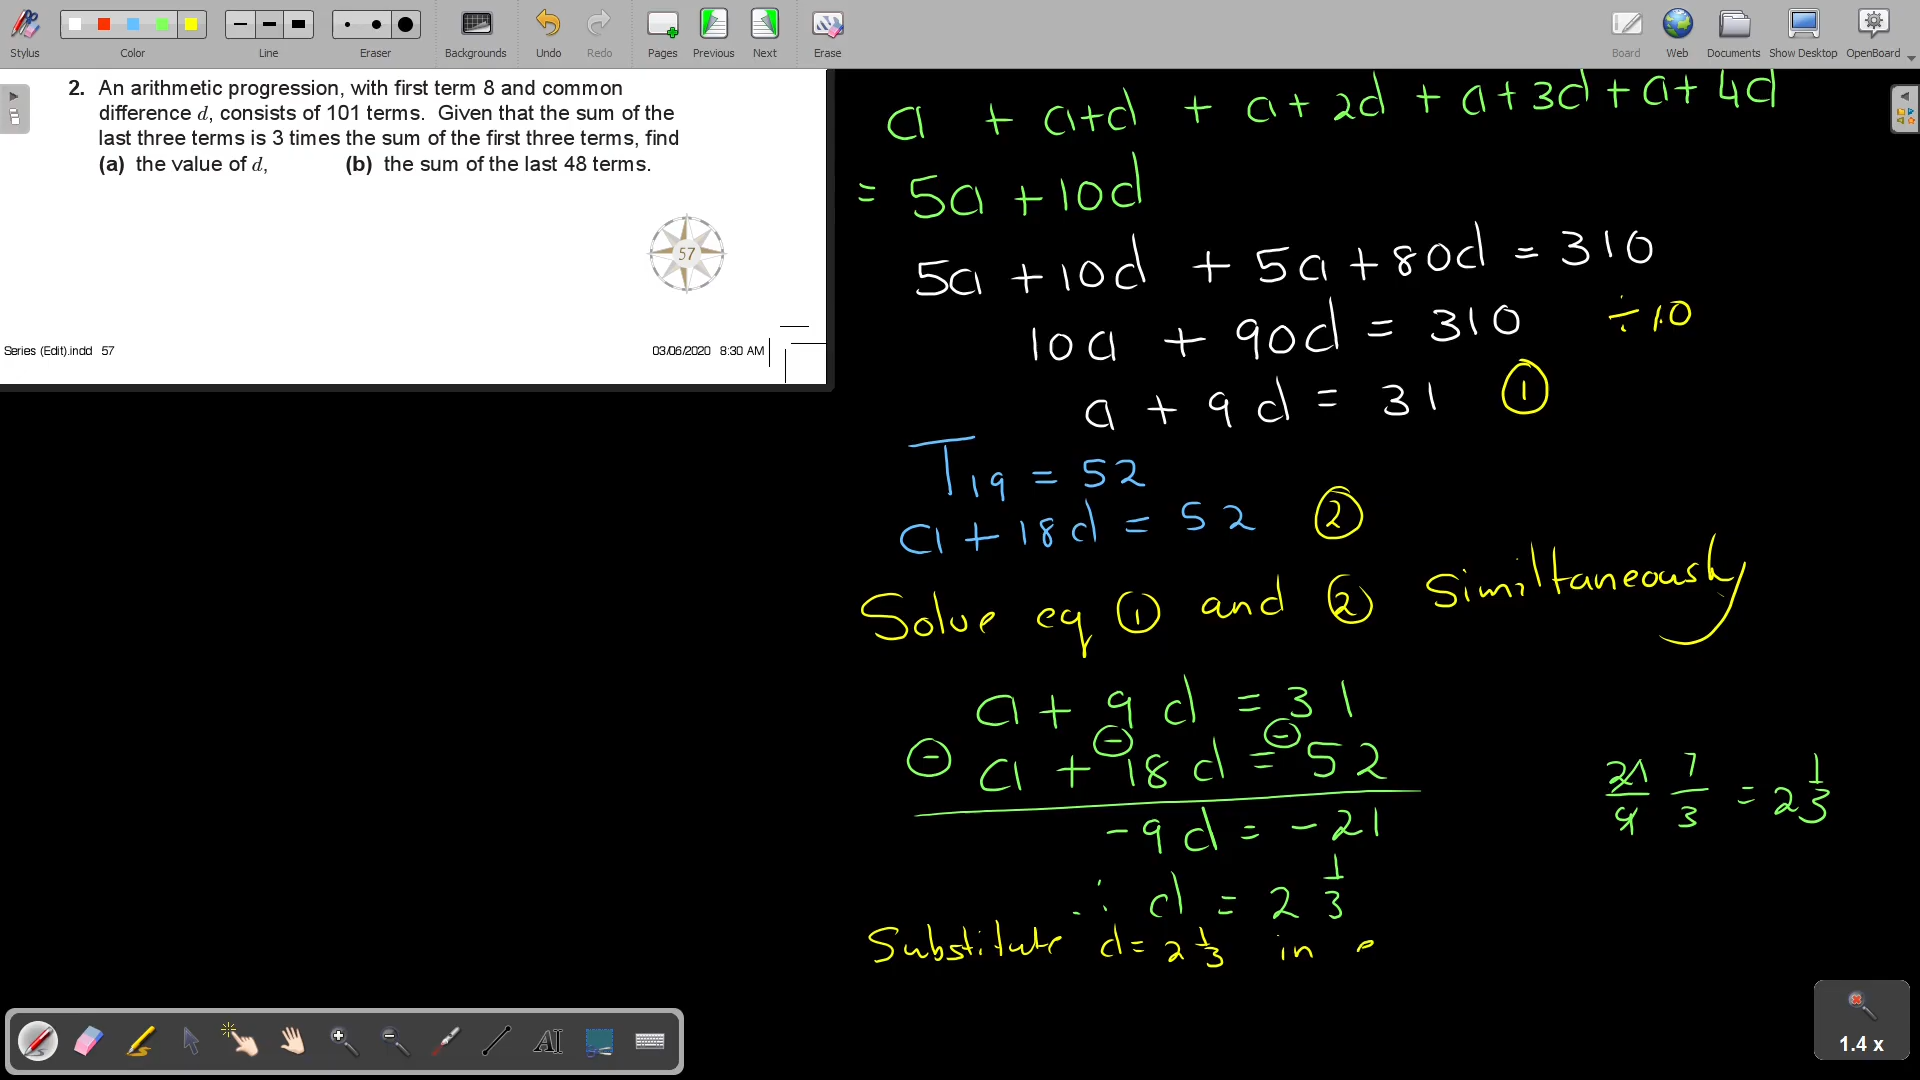 Stylus
Color
Line
Eraser
Backgrounds
Undo
Redo
Pages
Previous
Next
Erase
Board
Web
Documents
Show Desktop
OpenBoard
2. An arithmetic progression, with first term 8 and common
difference d, consists of 101 terms. Given that the sum of the
last three terms is 3 times the sum of the first three terms, find
(a) the value of d, (b) the sum of the last 48 terms.
57
Series (Edit).indd 57
03/06/2020 8:30 AM
a + a+d + a+2d + a+3d + a+4d
= 5a + 10d
5a + 10d + 5a + 80d = 310
10a + 90d = 310 ÷10
a + 9d = 31 ①
T19 = 52
a + 18d = 52 ②
Solve eq ① and ② Similtaneously
a + 9d = 31
⊖ a + ⊖ 18d = ⊖ 52
-9d = -21
21/9 7/3 = 2 1/3
∴ d = 2 1/3
Substitute d = 2 1/3 in e
AI
1.4 x